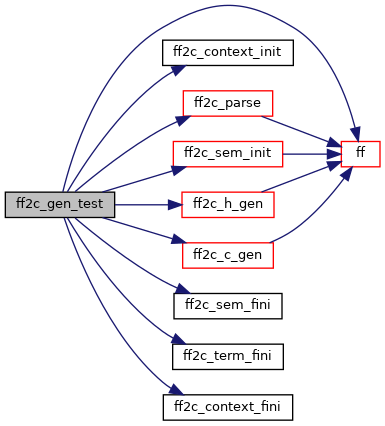 ff2c_context_init
ff2c_parse
ff2c_sem_init
ff
ff2c_gen_test
ff2c_h_gen
ff2c_c_gen
ff2c_sem_fini
ff2c_term_fini
ff2c_context_fini